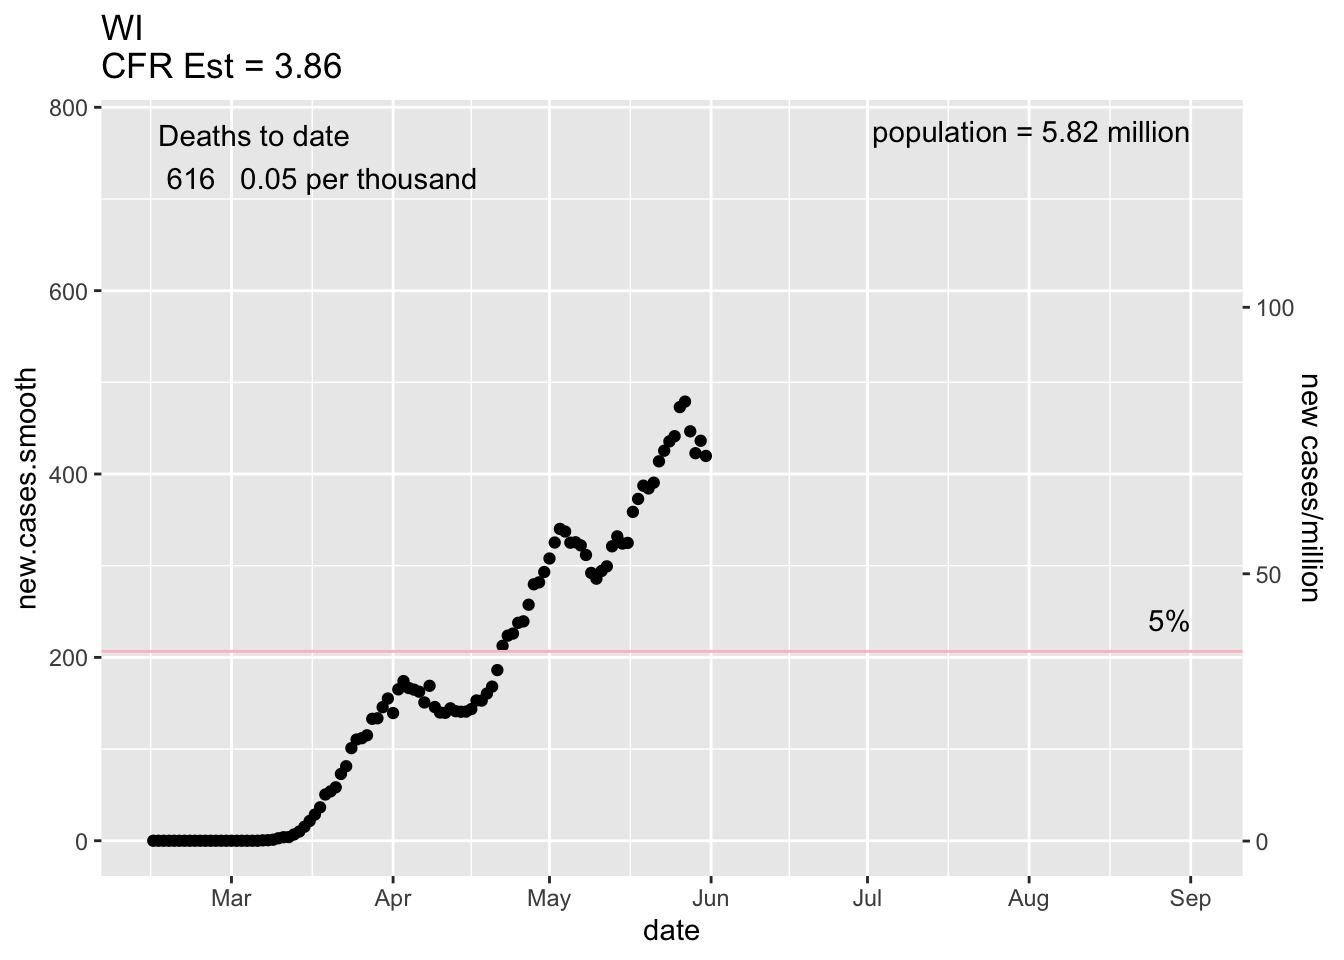 WI
CFR Est = 3.86
800
Deaths to date
616 0.05 per thousand
population = 5.82 million
600
400
200
0
new.cases.smooth
100
50
0
new cases/million
5%
Mar Apr May Jun Jul Aug Sep
date